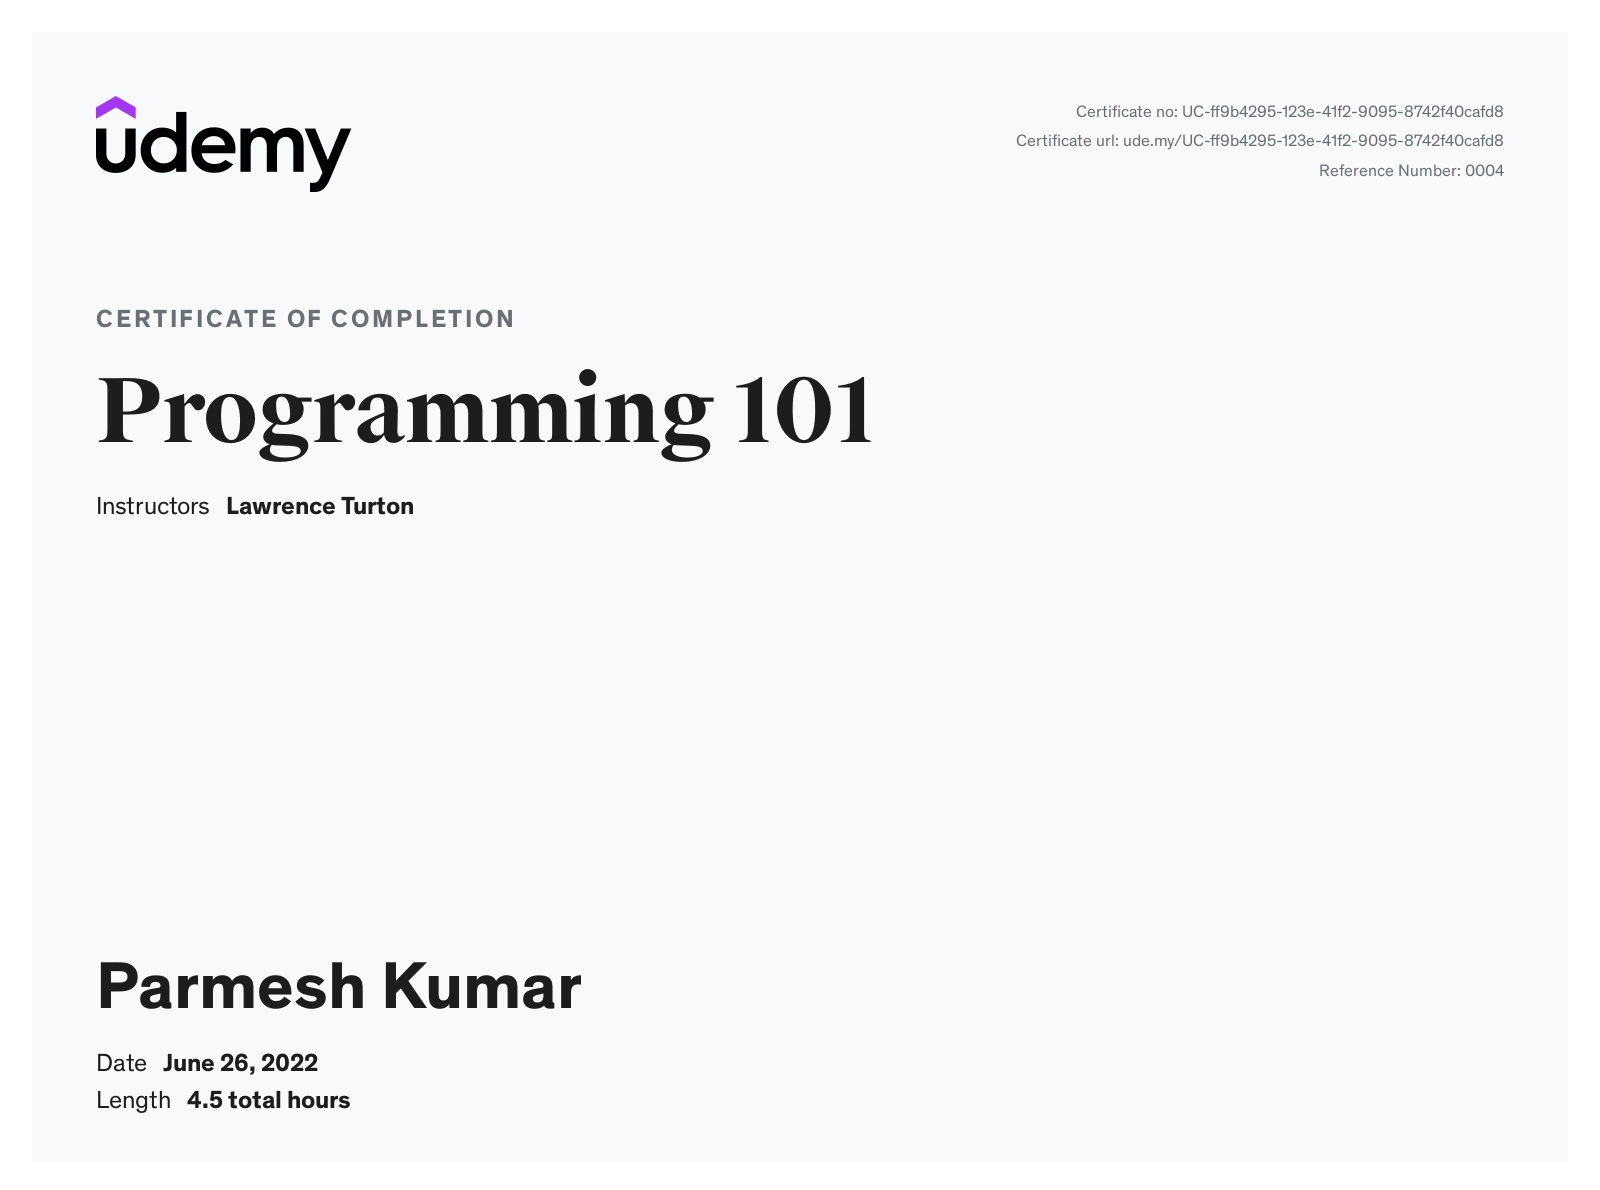 udemy
Certificate no: UC-ff9b4295-123e-41f2-9095-8742f40cafd8
Certificate url: ude.my/UC-ff9b4295-123e-41f2-9095-8742f40cafd8
Reference Number: 0004
CERTIFICATE OF COMPLETION
Programming 101
Instructors Lawrence Turton
Parmesh Kumar
Date June 26, 2022
Length 4.5 total hours